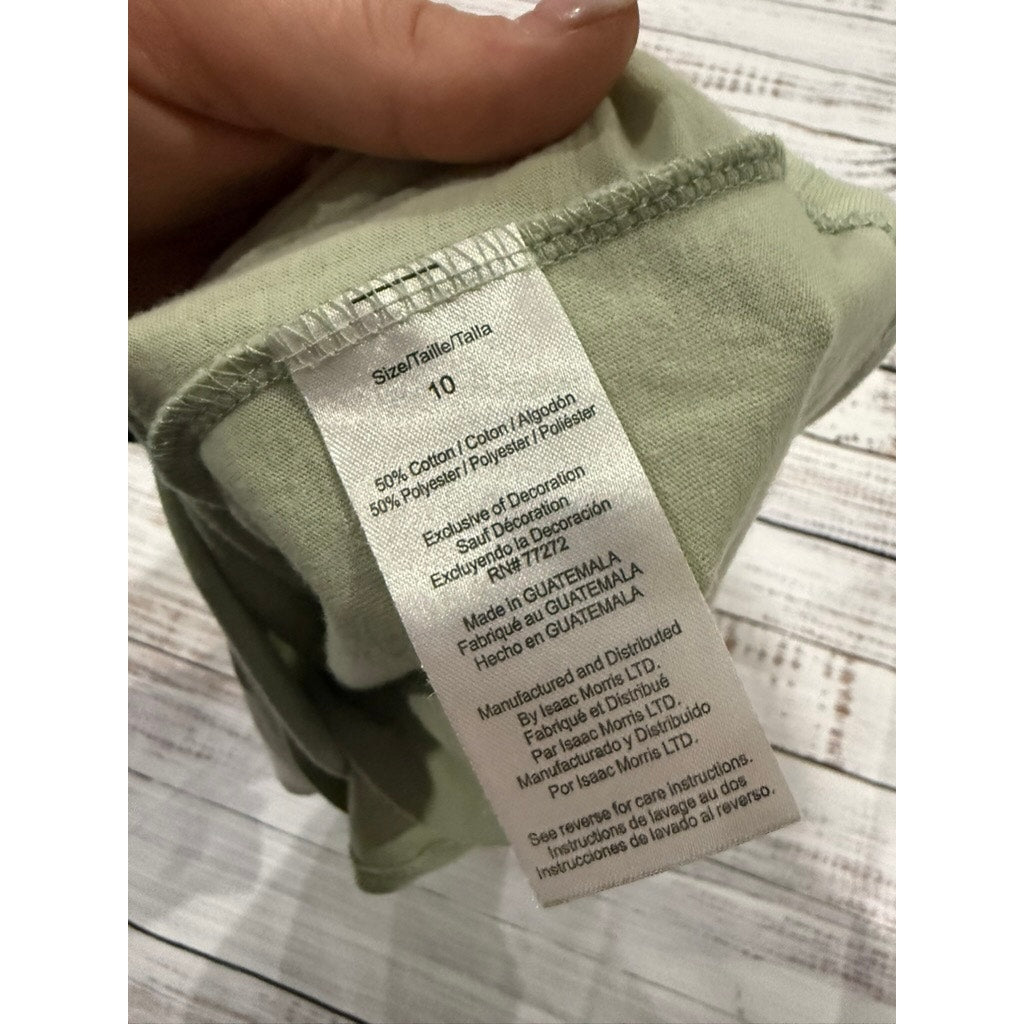 Size/Taille/Talla
10
50% Cotton / Coton / Algodón
50% Polyester / Polyester / Poliéster
Exclusive of Decoration
Sauf Décoration
Excluyendo la Decoración
RN# 77272
Made in GUATEMALA
Fabriqué au GUATEMALA
Hecho en GUATEMALA
Manufactured and Distributed
By Isaac Morris LTD.
Fabriqué et Distribué
Par Isaac Morris LTD.
Manufacturado y Distribuido
Por Isaac Morris LTD.
See reverse for care instructions.
Instructions de lavage au dos
Instrucciones de lavado al reverso.